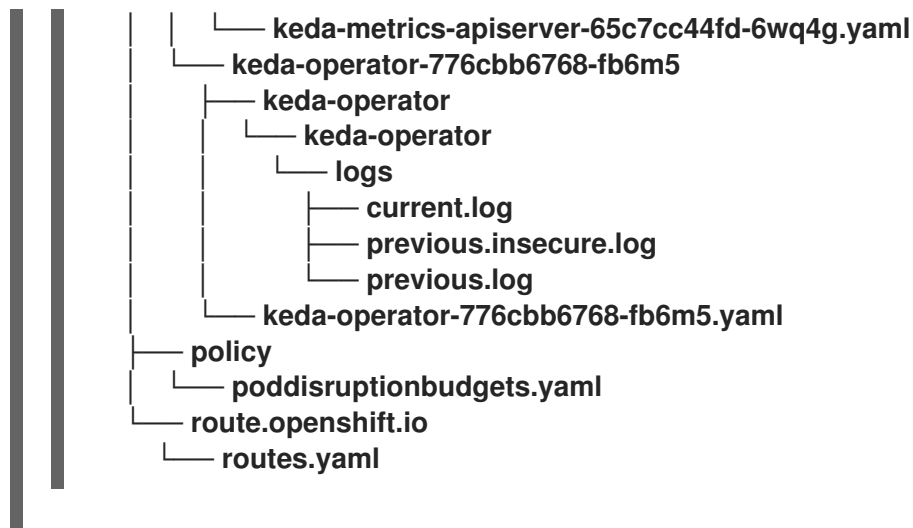 │ │ └── keda-metrics-apiserver-65c7cc44fd-6wq4g.yaml
│ └── keda-operator-776cbb6768-fb6m5
│ ├── keda-operator
│ │ └── keda-operator
│ │ └── logs
│ │ ├── current.log
│ │ ├── previous.insecure.log
│ │ └── previous.log
│ └── keda-operator-776cbb6768-fb6m5.yaml
├── policy
│ └── poddisruptionbudgets.yaml
└── route.openshift.io
└── routes.yaml